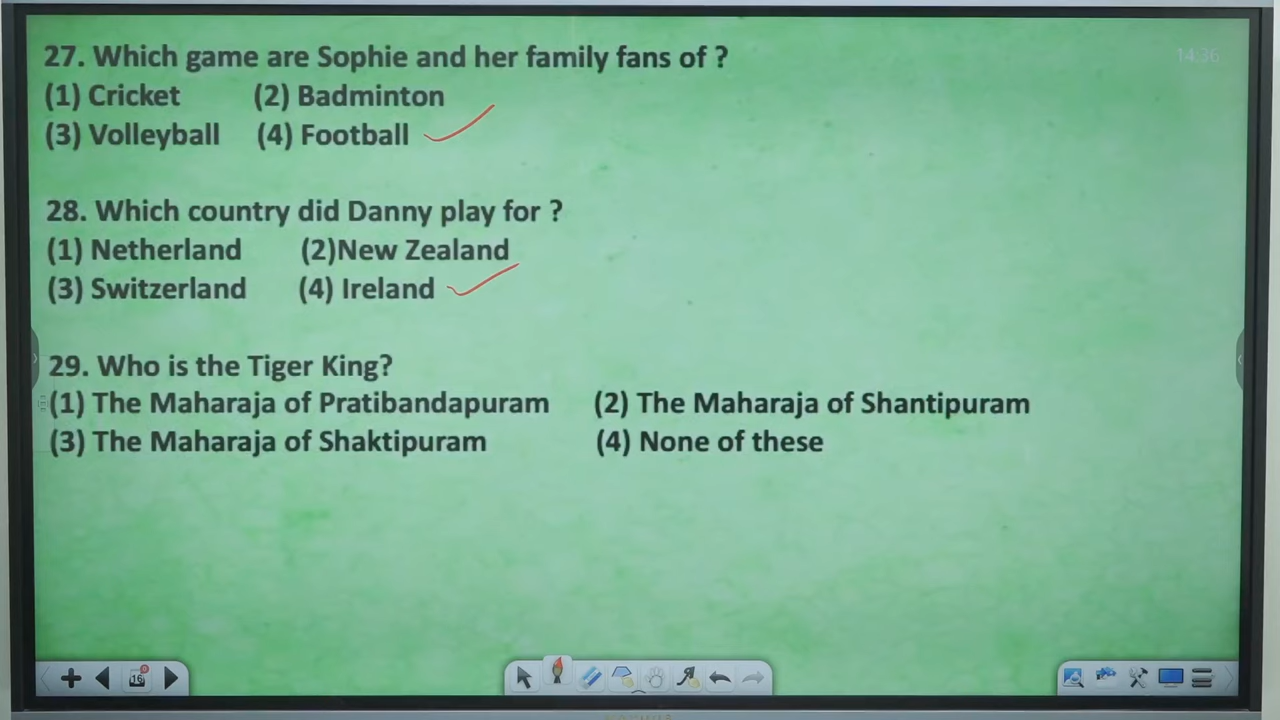 14:36
27. Which game are Sophie and her family fans of ?
(1) Cricket (2) Badminton
(3) Volleyball (4) Football
28. Which country did Danny play for ?
(1) Netherland (2)New Zealand
(3) Switzerland (4) Ireland
29. Who is the Tiger King?
(1) The Maharaja of Pratibandapuram (2) The Maharaja of Shantipuram
(3) The Maharaja of Shaktipuram (4) None of these
16